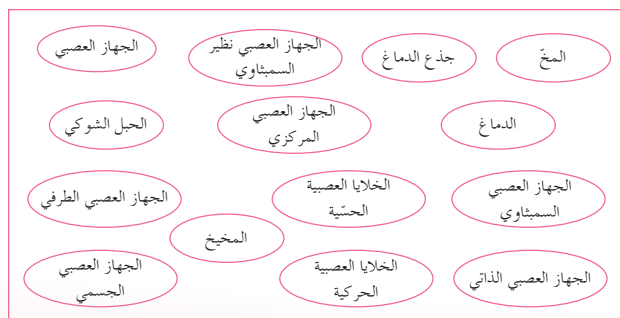 المخّ
جذع الدماغ
الجهاز العصبي نظير
السمبثاوي
الجهاز العصبي
الدماغ
الجهاز العصبي
المركزي
الحبل الشوكي
الجهاز العصبي
السمبثاوي
الخلايا العصبية
الحسّية
الجهاز العصبي الطرفي
المخيخ
الجهاز العصبي الذاتي
الخلايا العصبية
الحركية
الجهاز العصبي
الجسمي